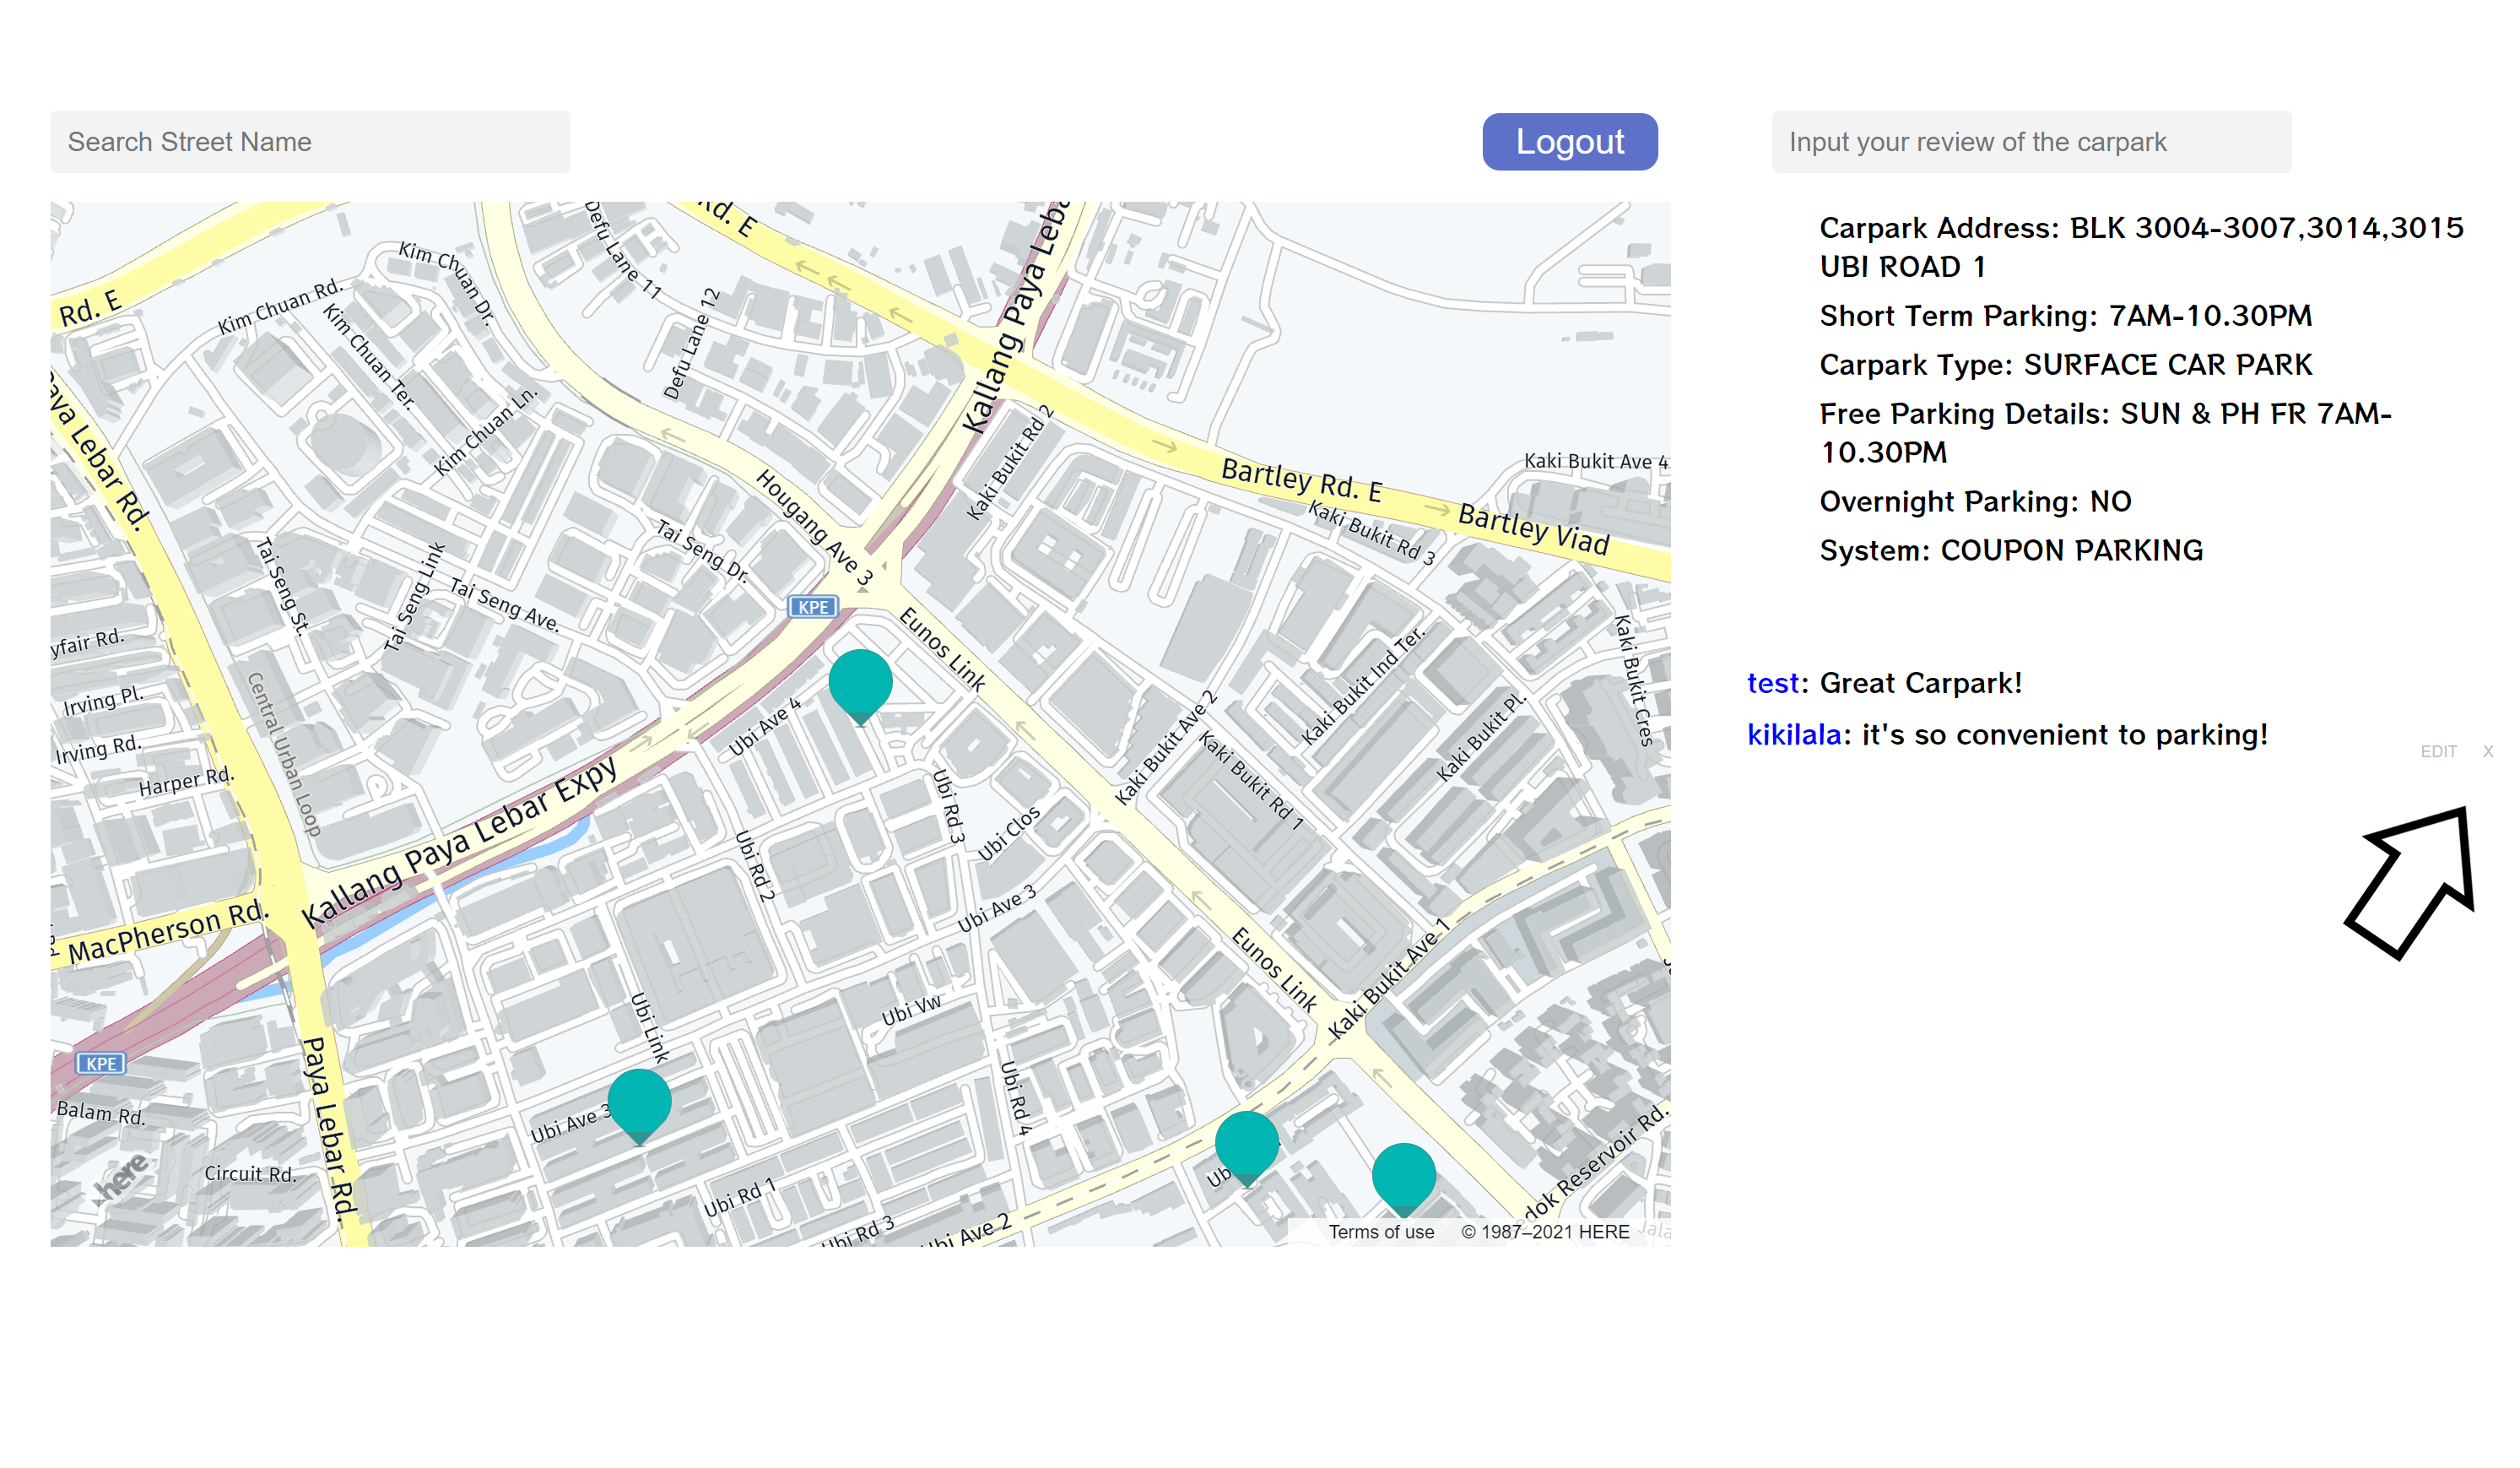 Search Street Name
Logout
Input your review of the carpark
Carpark Address: BLK 3004-3007,3014,3015
UBI ROAD 1
Short Term Parking: 7AM-10.30PM
Carpark Type: SURFACE CAR PARK
Free Parking Details: SUN & PH FR 7AM-
10.30PM
Overnight Parking: NO
System: COUPON PARKING
test: Great Carpark!
kikilala: it's so convenient to parking!
EDIT X
Rd. E
Defu Lane 11
Kim Chuan Dr.
Kim Chuan Rd.
Rd. E
Kim Chuan Ter.
Defu Lane 12
Kallang Paya Leba
Kim Chuan Ln.
Paya Lebar Rd.
Kaki Bukit Rd 2
Bartley Rd. E
Kaki Bukit Ave 4
Bartley Viad
Kaki Bukit Rd 3
Hougang Ave 3
Tai Seng Dr.
Tai Seng St.
Tai Seng Link
Tai Seng Ave.
KPE
Eunos Link
Kaki Bukit Ind Ter.
Kaki Bukit Cres
yfair Rd.
Irving Pl.
Irving Rd.
Harper Rd.
Central Urban Loop
Ubi Ave 4
Kaki Bukit Ave 2
Kaki Bukit Rd 1
Kaki Bukit Pl.
Kallang Paya Lebar Expy
Ubi Rd 3
Ubi Clos
Ubi Rd 2
Ubi Ave 3
MacPherson Rd.
Eunos Link
Kaki Bukit Ave 1
Ubi Link
Ubi Vw
KPE
Paya Lebar Rd.
Ubi Rd 4
Balam Rd.
Ubi Ave 3
here
Circuit Rd.
Ubi Rd 1
Ub
dok Reservoir Rd.
Ubi Rd 3
Ubi Ave 2
Jala
Terms of use © 1987–2021 HERE